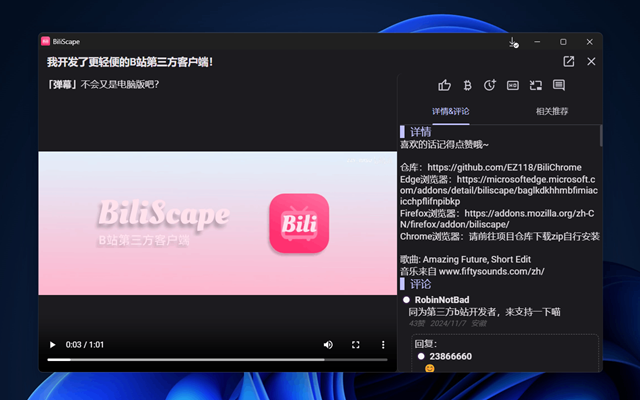 BiliScape
我开发了更轻便的B站第三方客户端！
「弹幕」不会又是电脑版吧？
详情&评论
相关推荐
详情
喜欢的话记得点赞哦~
仓库：https://github.com/EZ118/BiliChrome
Edge浏览器：https://microsoftedge.microsoft.c
om/addons/detail/biliscape/baglkdkhhmbfimiac
icchpflifnpibkp
Firefox浏览器：https://addons.mozilla.org/zh-C
N/firefox/addon/biliscape/
Chrome浏览器：请前往项目仓库下载zip自行安装
歌曲: Amazing Future, Short Edit
音乐来自 www.fiftysounds.com/zh/
评论
RobinNotBad
同为第三方b站开发者，来支持一下喵
43赞 2024/11/7 安徽
回复：
23866660
BiliScape
B站第三方客户端
Bili
0:03 / 1:01